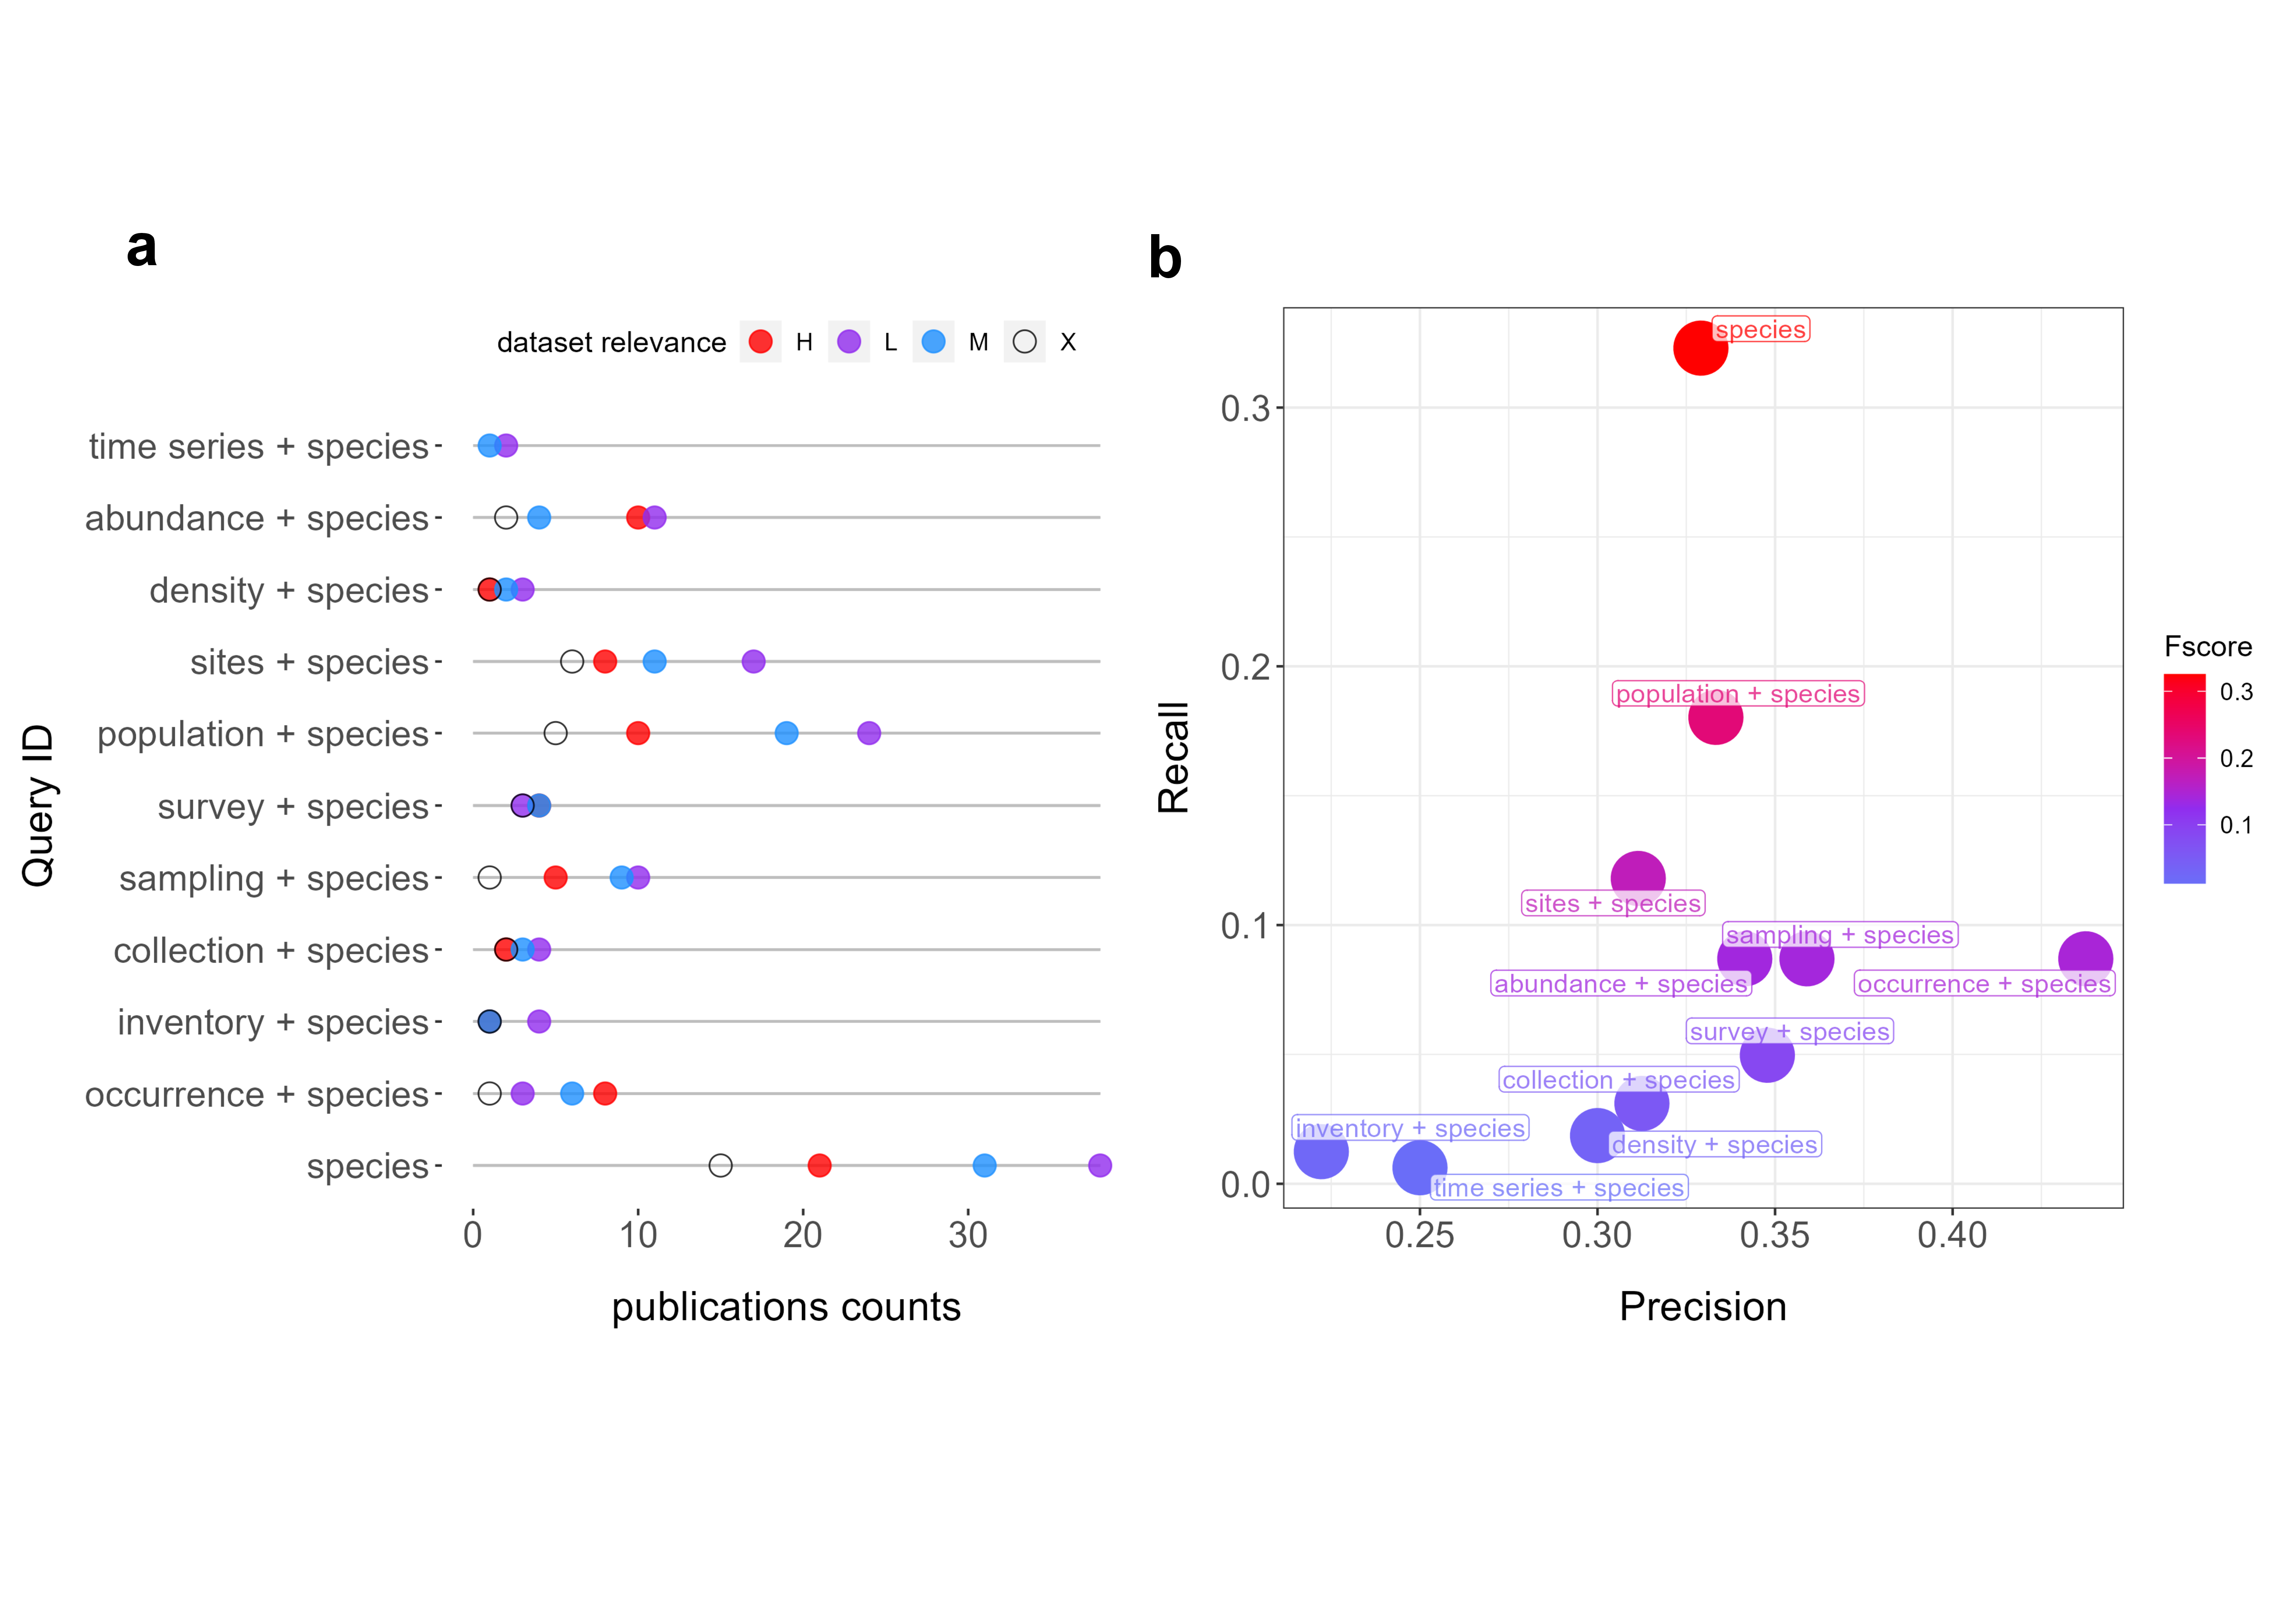 a
dataset relevance H L M X
Query ID
time series + species
abundance + species
density + species
sites + species
population + species
survey + species
sampling + species
collection + species
inventory + species
occurrence + species
species
0 10 20 30
publications counts
b
Recall
0.3
0.2
0.1
0.0
species
population + species
sites + species
sampling + species
abundance + species
occurrence + species
survey + species
collection + species
inventory + species
density + species
time series + species
0.25 0.30 0.35 0.40
Precision
Fscore
0.3
0.2
0.1